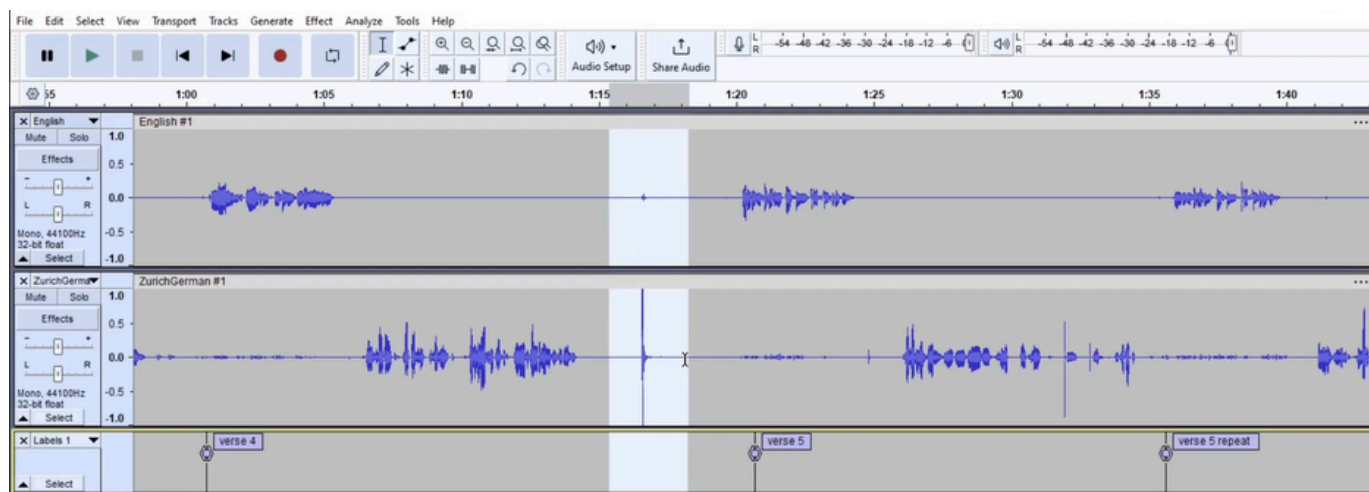 File Edit Select View Transport Tracks Generate Effect Analyze Tools Help
Audio Setup
Share Audio
L
R
-54 -48 -42 -36 -30 -24 -18 -12 -6
L
R
-54 -48 -42 -36 -30 -24 -18 -12 -6
55 1:00 1:05 1:10 1:15 1:20 1:25 1:30 1:35 1:40
English
English #1
Mute Solo
Effects
- +
L R
Mono, 44100Hz
32-bit float
Select
1.0
0.5
0.0
-0.5
-1.0
ZurichGerma
ZurichGerman #1
Mute Solo
Effects
- +
L R
Mono, 44100Hz
32-bit float
Select
1.0
0.5
0.0
-0.5
-1.0
Labels 1
verse 4
verse 5
verse 5 repeat
Select